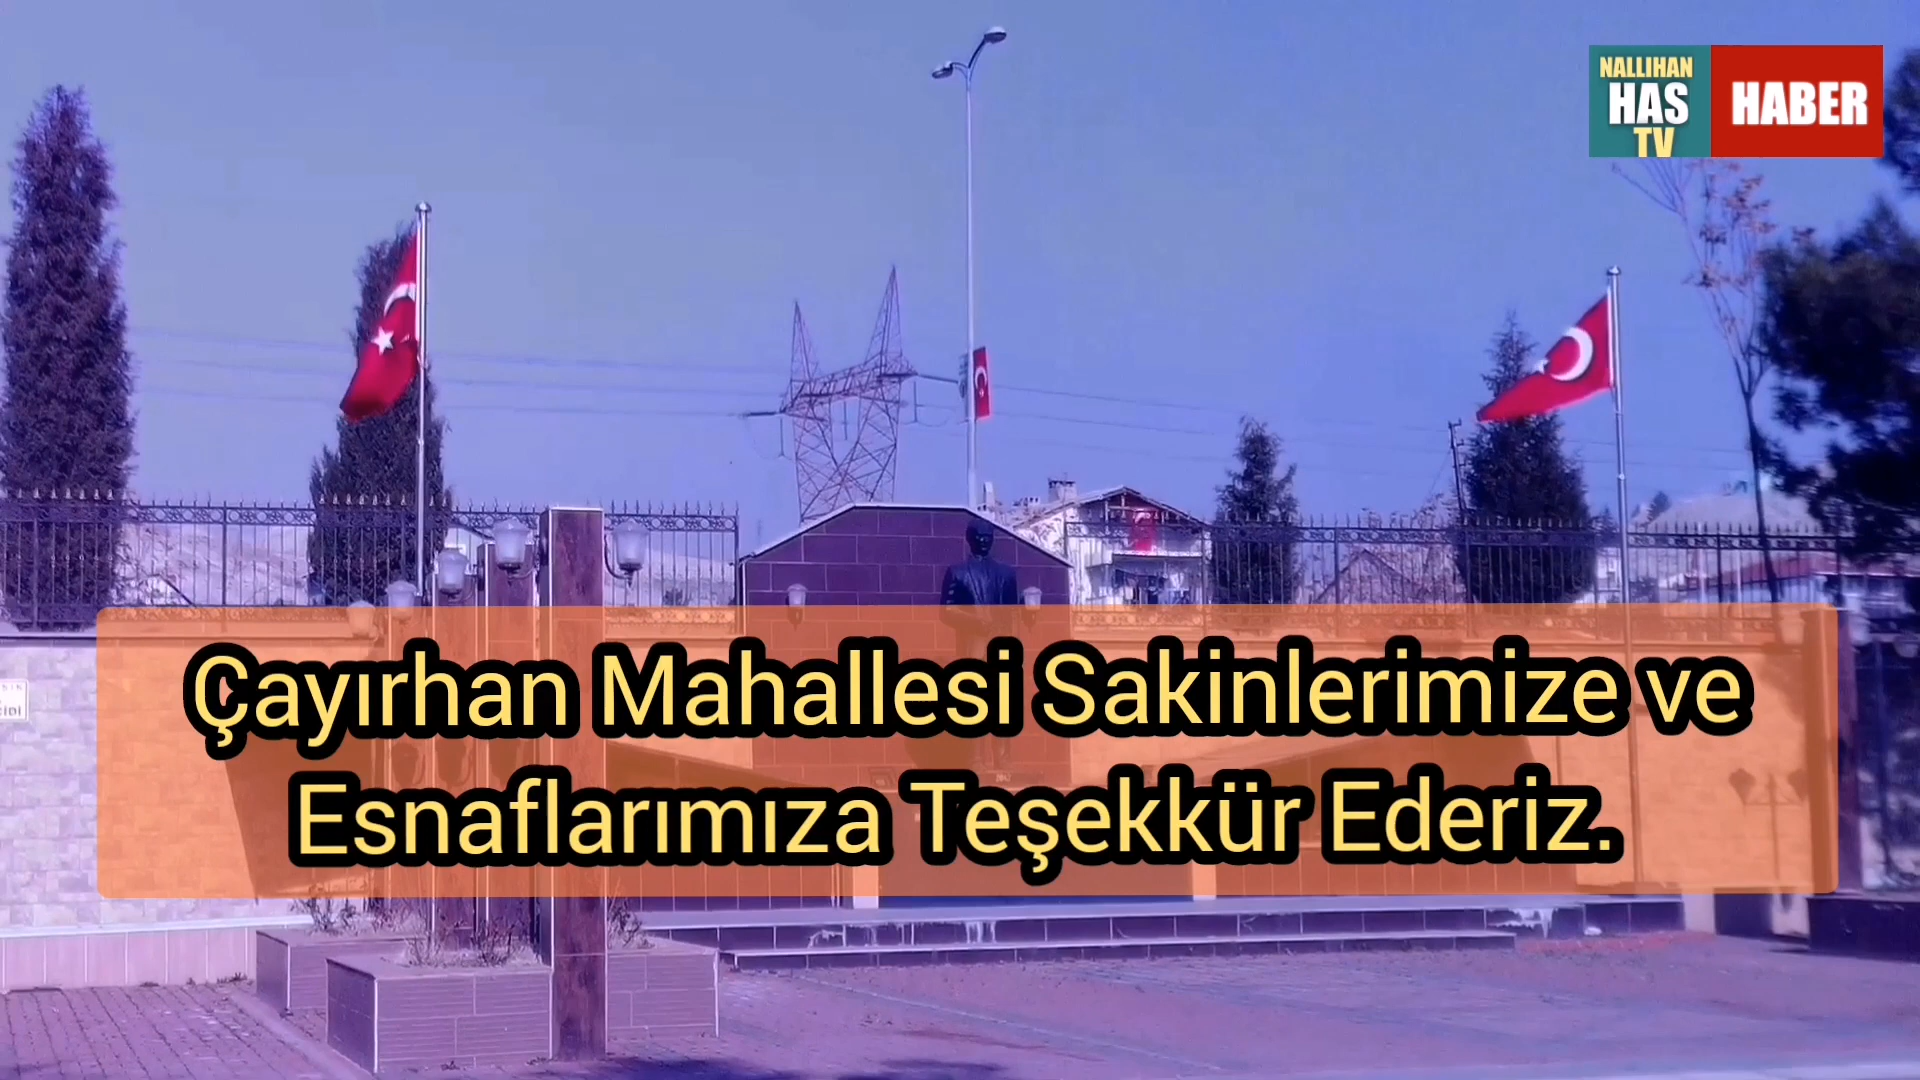 NALLIHAN
HAS
TV
HABER
Çayırhan Mahallesi Sakinlerimize ve
Esnaflarımıza Teşekkür Ederiz.